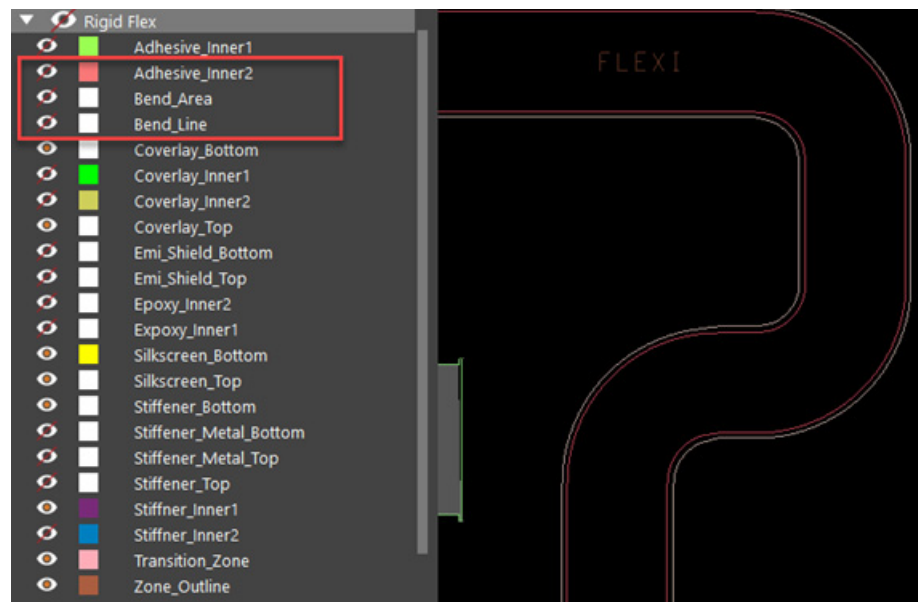 Rigid Flex
Adhesive_Inner1
Adhesive_Inner2
Bend_Area
Bend_Line
Coverlay_Bottom
Coverlay_Inner1
Coverlay_Inner2
Coverlay_Top
Emi_Shield_Bottom
Emi_Shield_Top
Epoxy_Inner2
Expoxy_Inner1
Silkscreen_Bottom
Silkscreen_Top
Stiffener_Bottom
Stiffener_Metal_Bottom
Stiffener_Metal_Top
Stiffener_Top
Stiffner_Inner1
Stiffner_Inner2
Transition_Zone
Zone_Outline
FLEXI